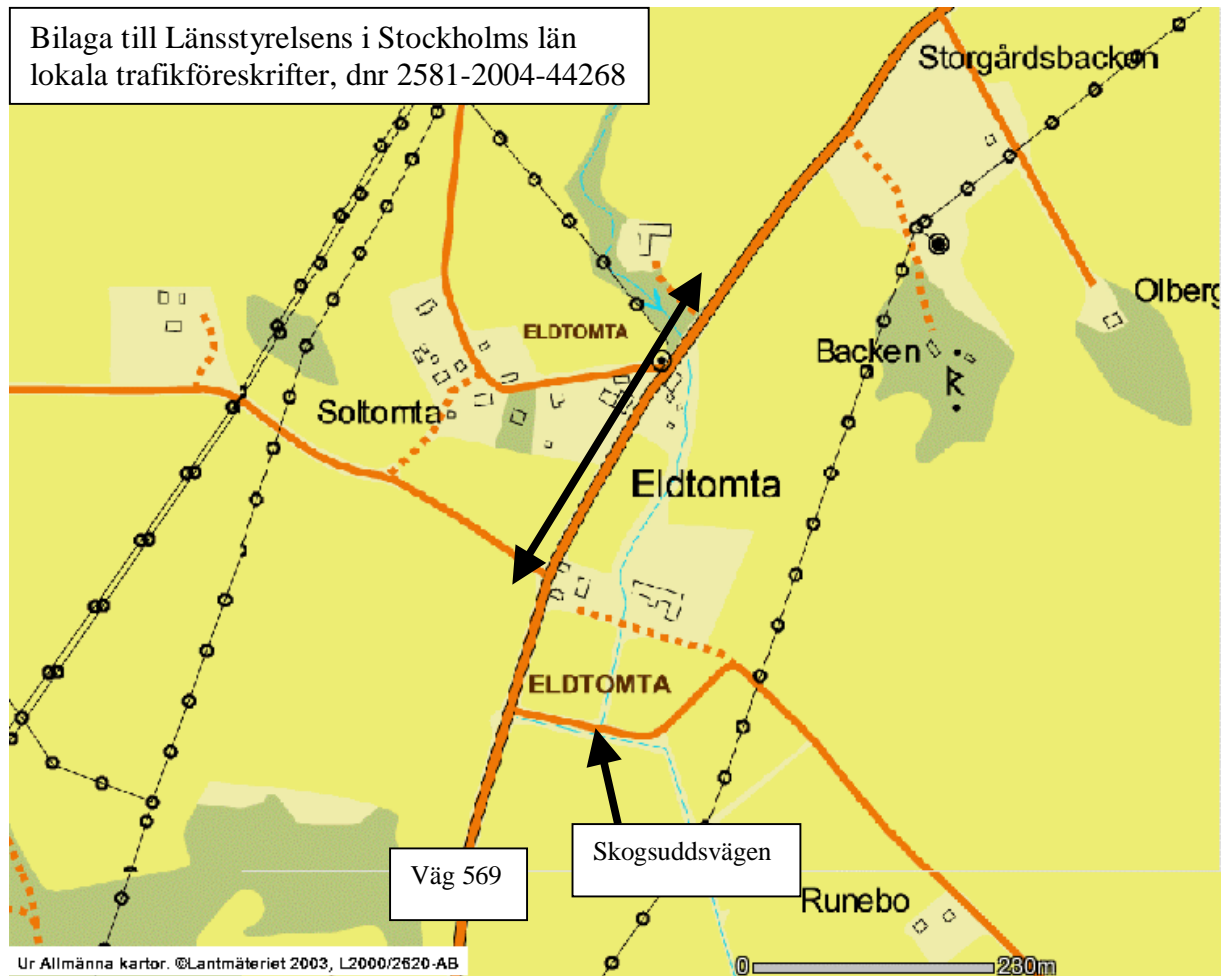 Bilaga till Länsstyrelsens i Stockholms län
lokala trafikföreskrifter, dnr 2581-2004-44268
Storgårdsbacken
Olberg
ELDTOMTA
Backen
R
Soltomta
Eldtomta
ELDTOMTA
Skogsuddsvägen
Väg 569
Runebo
Ur Allmänna kartor. ©Lantmäteriet 2003, L2000/2620-AB
0 280m